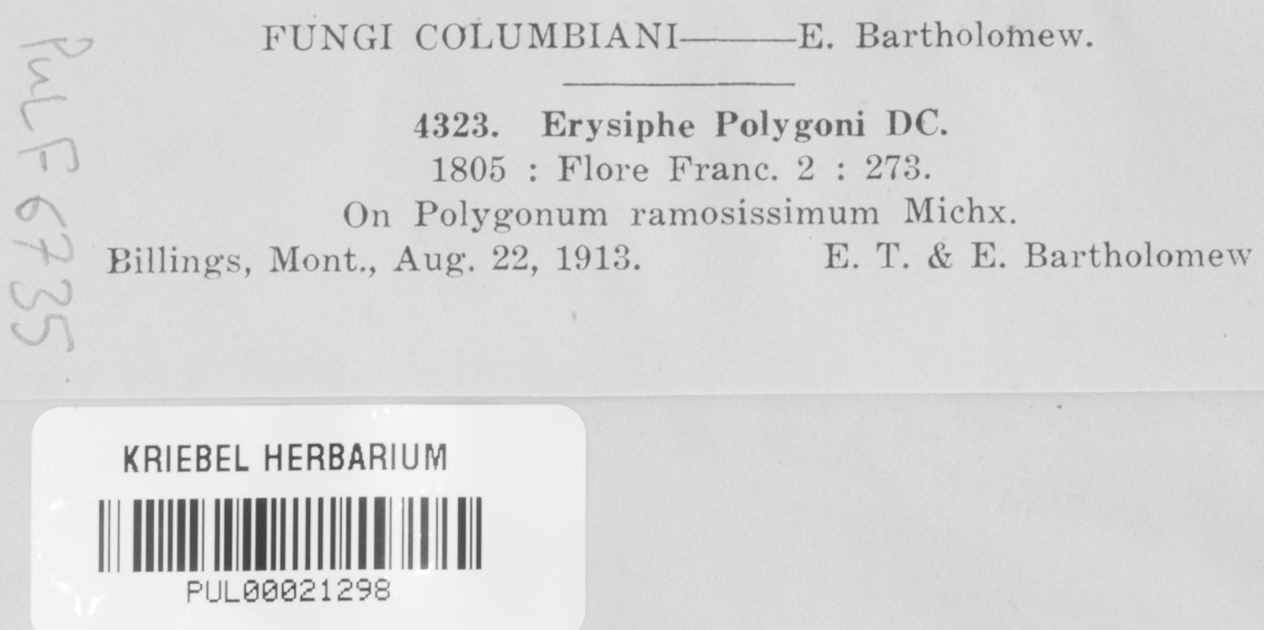 FUNGI COLUMBIANI———E. Bartholomew.
4323. Erysiphe Polygoni DC.
1805 : Flore Franc. 2 : 273.
On Polygonum ramosissimum Michx.
Billings, Mont., Aug. 22, 1913. E. T. & E. Bartholomew
PUL F 6735
KRIEBEL HERBARIUM
PUL00021298